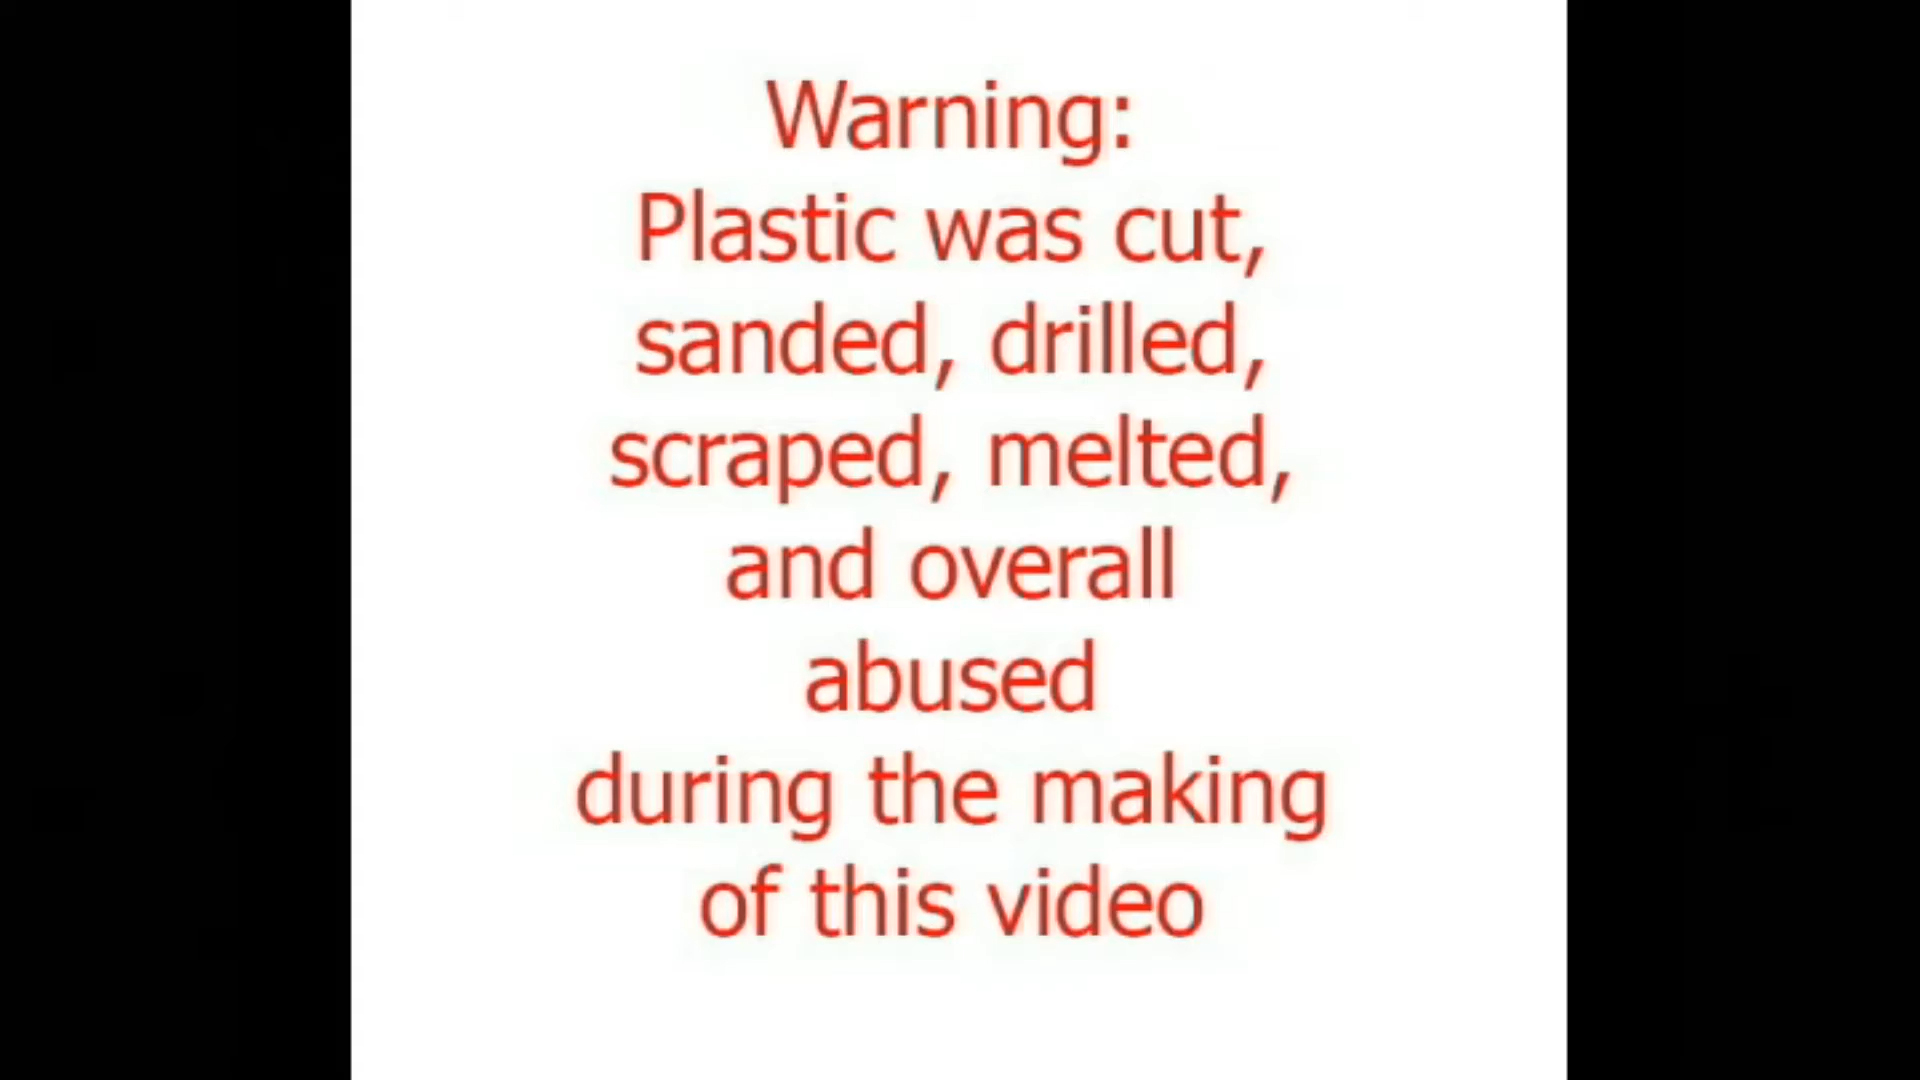 Warning:
Plastic was cut,
sanded, drilled,
scraped, melted,
and overall
abused
during the making
of this video